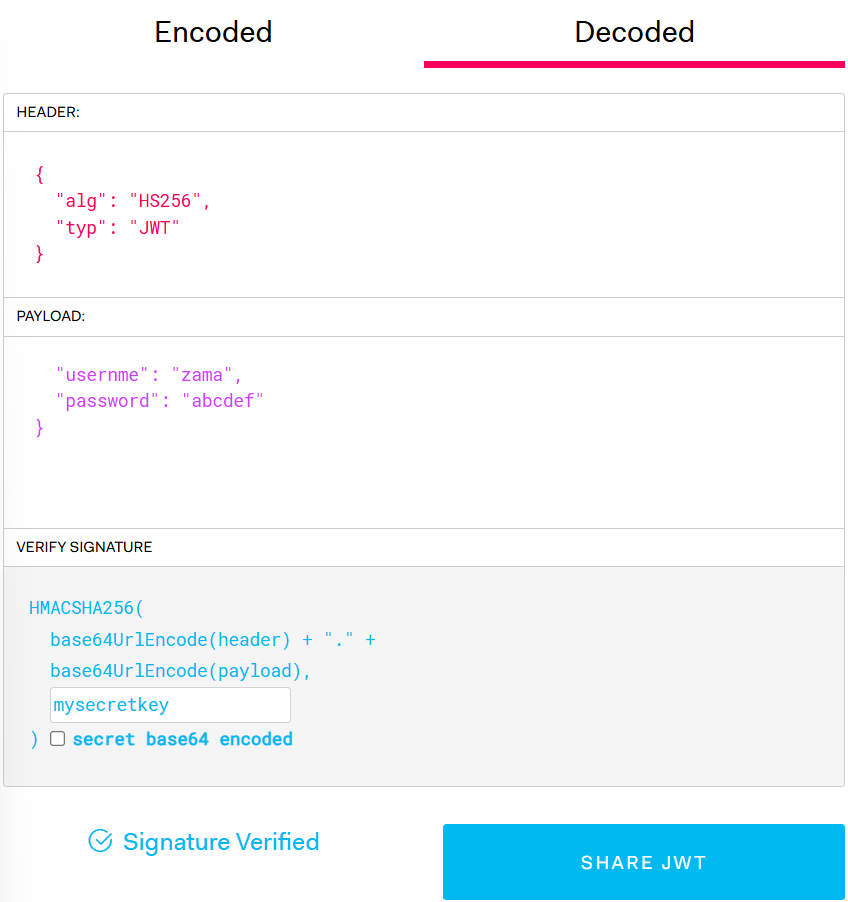 Encoded
Decoded
HEADER:
{
"alg": "HS256",
"typ": "JWT"
}
PAYLOAD:
"usernme": "zama",
"password": "abcdef"
}
VERIFY SIGNATURE
HMACSHA256(
base64UrlEncode(header) + "." +
base64UrlEncode(payload),
mysecretkey
) secret base64 encoded
Signature Verified
SHARE JWT